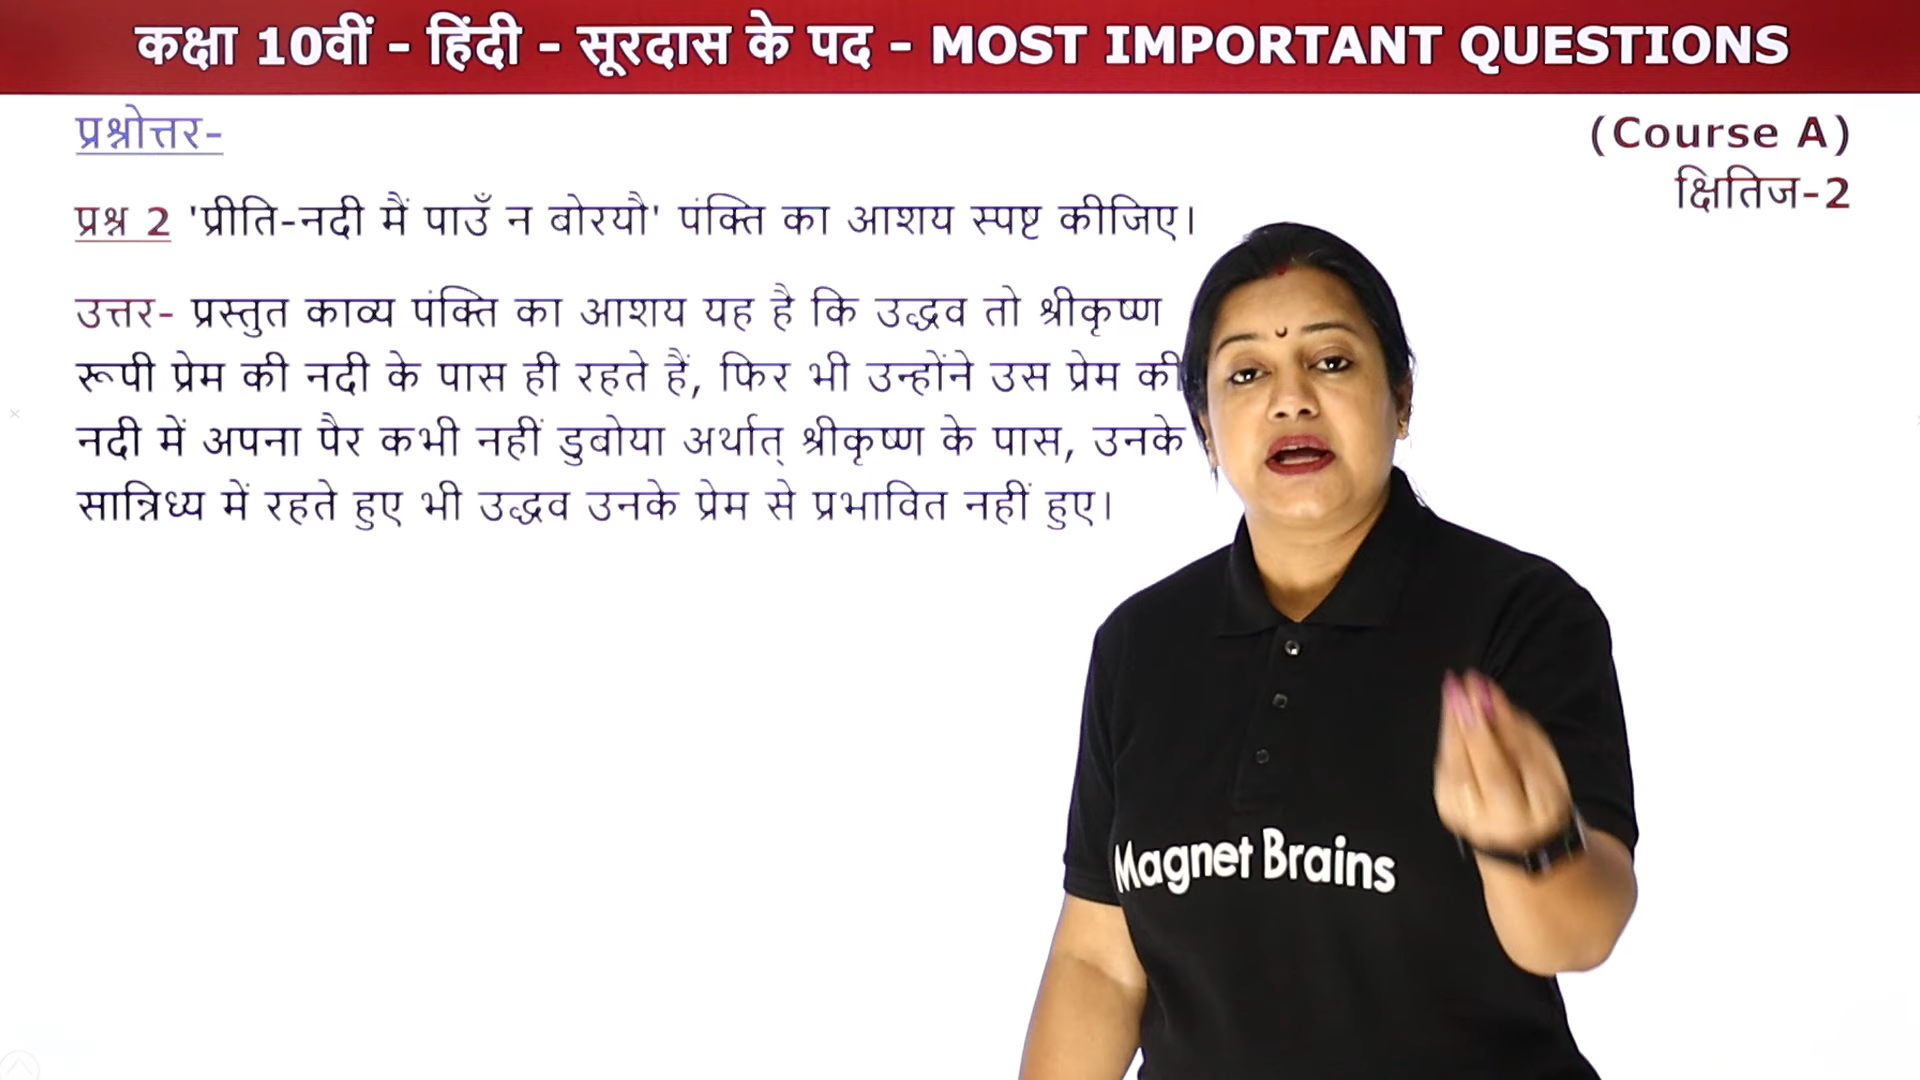 कक्षा 10वीं - हिंदी - सूरदास के पद - MOST IMPORTANT QUESTIONS
प्रश्नोत्तर-
(Course A)
क्षितिज-2
प्रश्न 2 'प्रीति-नदी मैं पाउँ न बोरयौ' पंक्ति का आशय स्पष्ट कीजिए।
उत्तर- प्रस्तुत काव्य पंक्ति का आशय यह है कि उद्धव तो श्रीकृष्ण
रूपी प्रेम की नदी के पास ही रहते हैं, फिर भी उन्होंने उस प्रेम की
नदी में अपना पैर कभी नहीं डुबोया अर्थात् श्रीकृष्ण के पास, उनके
सान्निध्य में रहते हुए भी उद्धव उनके प्रेम से प्रभावित नहीं हुए।
Magnet Brains